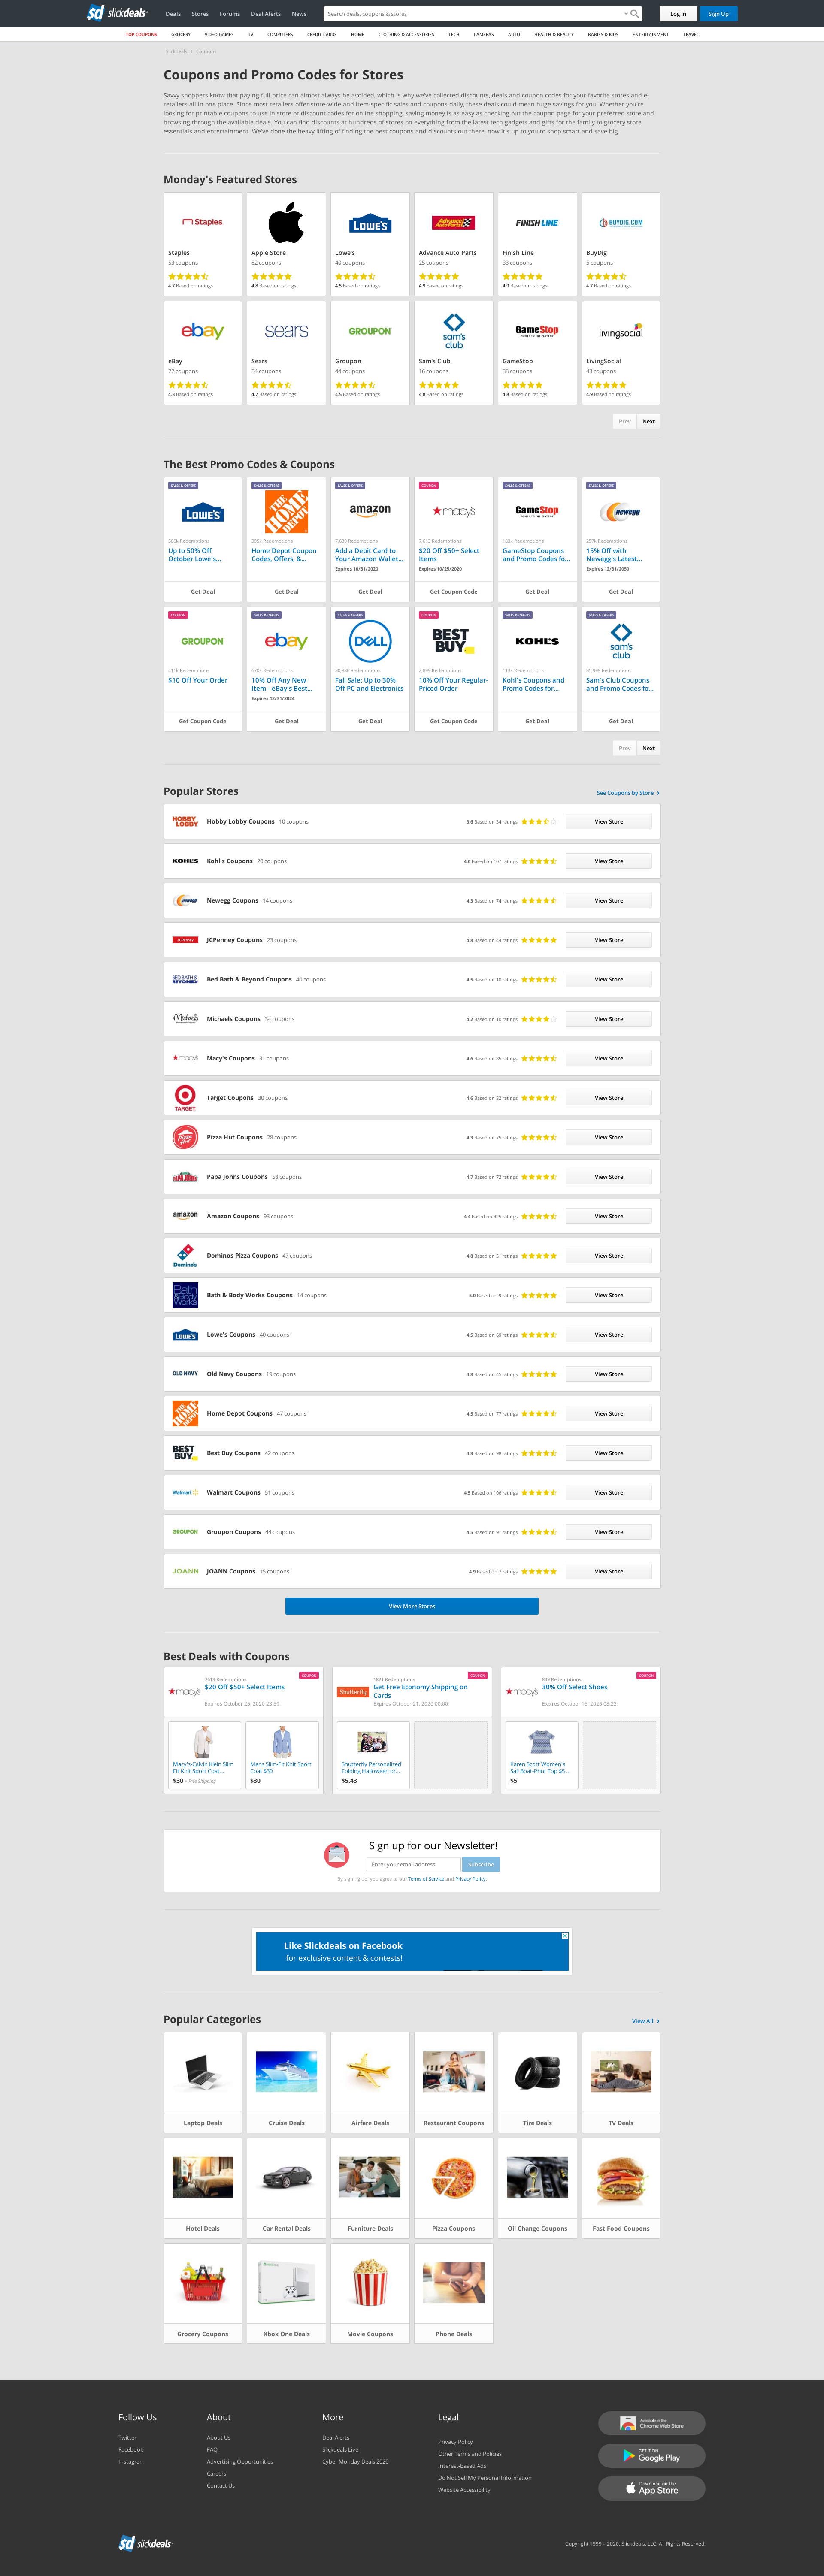 slickdeals
Deals Stores Forums Deal Alerts News
Search deals, coupons & stores
Log In
Sign Up
TOP COUPONS GROCERY VIDEO GAMES TV COMPUTERS CREDIT CARDS HOME CLOTHING & ACCESSORIES TECH CAMERAS AUTO HEALTH & BEAUTY BABIES & KIDS ENTERTAINMENT TRAVEL
Slickdeals > Coupons
Coupons and Promo Codes for Stores
Savvy shoppers know that paying full price can almost always be avoided, which is why we've collected discounts, deals and coupon codes for your favorite stores and e-
retailers all in one place. Since most retailers offer store-wide and item-specific sales and coupons daily, these deals could mean huge savings for you. Whether you're
looking for printable coupons to use in store or discount codes for online shopping, saving money is as easy as checking out the coupon page for your preferred store and
browsing through the available deals. You can find discounts at hundreds of stores on everything from the latest tech gadgets and gifts for the family to grocery store
essentials and entertainment. We've done the heavy lifting of finding the best coupons and discounts out there, now it's up to you to shop smart and save big.
Monday's Featured Stores
Staples
53 coupons
4.7 Based on ratings
Apple Store
82 coupons
4.8 Based on ratings
Lowe's
40 coupons
4.5 Based on ratings
Advance Auto Parts
25 coupons
4.9 Based on ratings
Finish Line
33 coupons
4.9 Based on ratings
BuyDig
5 coupons
4.7 Based on ratings
eBay
22 coupons
4.3 Based on ratings
Sears
34 coupons
4.7 Based on ratings
Groupon
44 coupons
4.5 Based on ratings
Sam's Club
16 coupons
4.8 Based on ratings
GameStop
38 coupons
4.8 Based on ratings
LivingSocial
43 coupons
4.9 Based on ratings
Prev Next
The Best Promo Codes & Coupons
SALES & OFFERS
LOWE'S
586k Redemptions
Up to 50% Off
October Lowe's...
Get Deal
SALES & OFFERS
THE HOME DEPOT
395k Redemptions
Home Depot Coupon
Codes, Offers, &...
Get Deal
SALES & OFFERS
amazon
7,039 Redemptions
Add a Debit Card to
Your Amazon Wallet...
Expires 10/31/2020
Get Deal
COUPON
macy's
7,613 Redemptions
$20 Off $50+ Select
Items
Expires 10/25/2020
Get Coupon Code
SALES & OFFERS
GameStop
182k Redemptions
GameStop Coupons
and Promo Codes fo...
Get Deal
SALES & OFFERS
newegg
257k Redemptions
15% Off with
Newegg's Latest...
Expires 12/31/2050
Get Deal
COUPON
GROUPON
411k Redemptions
$10 Off Your Order
Get Coupon Code
SALES & OFFERS
ebay
679k Redemptions
10% Off Any New
Item - eBay's Best...
Expires 12/31/2024
Get Deal
SALES & OFFERS
DELL
80,886 Redemptions
Fall Sale: Up to 30%
Off PC and Electronics
Get Deal
COUPON
BEST BUY
2,890 Redemptions
10% Off Your Regular-
Priced Order
Get Coupon Code
SALES & OFFERS
KOHL'S
113k Redemptions
Kohl's Coupons and
Promo Codes for...
Get Deal
SALES & OFFERS
sam's club
85,998 Redemptions
Sam's Club Coupons
and Promo Codes fo...
Get Deal
Prev Next
Popular Stores
See Coupons by Store >
Hobby Lobby Coupons 10 coupons 3.6 Based on 34 ratings View Store
Kohl's Coupons 20 coupons 4.6 Based on 107 ratings View Store
Newegg Coupons 14 coupons 4.3 Based on 74 ratings View Store
JCPenney Coupons 23 coupons 4.8 Based on 44 ratings View Store
Bed Bath & Beyond Coupons 40 coupons 4.5 Based on 10 ratings View Store
Michaels Coupons 34 coupons 4.2 Based on 10 ratings View Store
Macy's Coupons 31 coupons 4.6 Based on 85 ratings View Store
Target Coupons 30 coupons 4.6 Based on 82 ratings View Store
Pizza Hut Coupons 28 coupons 4.3 Based on 75 ratings View Store
Papa Johns Coupons 58 coupons 4.7 Based on 72 ratings View Store
Amazon Coupons 93 coupons 4.4 Based on 425 ratings View Store
Dominos Pizza Coupons 47 coupons 4.8 Based on 51 ratings View Store
Bath & Body Works Coupons 14 coupons 5.0 Based on 9 ratings View Store
Lowe's Coupons 40 coupons 4.5 Based on 69 ratings View Store
Old Navy Coupons 19 coupons 4.8 Based on 45 ratings View Store
Home Depot Coupons 47 coupons 4.5 Based on 77 ratings View Store
Best Buy Coupons 42 coupons 4.3 Based on 98 ratings View Store
Walmart Coupons 51 coupons 4.5 Based on 106 ratings View Store
Groupon Coupons 44 coupons 4.5 Based on 91 ratings View Store
JOANN Coupons 15 coupons 4.9 Based on 7 ratings View Store
View More Stores
Best Deals with Coupons
COUPON
macy's
7613 Redemptions
$20 Off $50+ Select Items
Expires October 25, 2020 23:59
Macy's-Calvin Klein Slim
Fit Knit Sport Coat...
$30 + Free Shipping
Mens Slim-Fit Knit Sport
Coat $30
$30
COUPON
Shutterfly
1821 Redemptions
Get Free Economy Shipping on
Cards
Expires October 21, 2020 00:00
Shutterfly Personalized
Folding Halloween or...
$5.43
COUPON
macy's
849 Redemptions
30% Off Select Shoes
Expires October 15, 2025 08:23
Karen Scott Women's
Sail Boat-Print Top $5...
$5
Sign up for our Newsletter!
Enter your email address
Subscribe
By signing up, you agree to our Terms of Service and Privacy Policy.
Like Slickdeals on Facebook
for exclusive content & contests!
Popular Categories
View All >
Laptop Deals
Cruise Deals
Airfare Deals
Restaurant Coupons
Tire Deals
TV Deals
Hotel Deals
Car Rental Deals
Furniture Deals
Pizza Coupons
Oil Change Coupons
Fast Food Coupons
Grocery Coupons
Xbox One Deals
Movie Coupons
Phone Deals
Follow Us
Twitter
Facebook
Instagram
About
About Us
FAQ
Advertising Opportunities
Careers
Contact Us
More
Deal Alerts
Slickdeals Live
Cyber Monday Deals 2020
Legal
Privacy Policy
Other Terms and Policies
Interest-Based Ads
Do Not Sell My Personal Information
Website Accessibility
Available in the
Chrome Web Store
GET IT ON
Google Play
Download on the
App Store
slickdeals
Copyright 1999 – 2020. Slickdeals, LLC. All Rights Reserved.